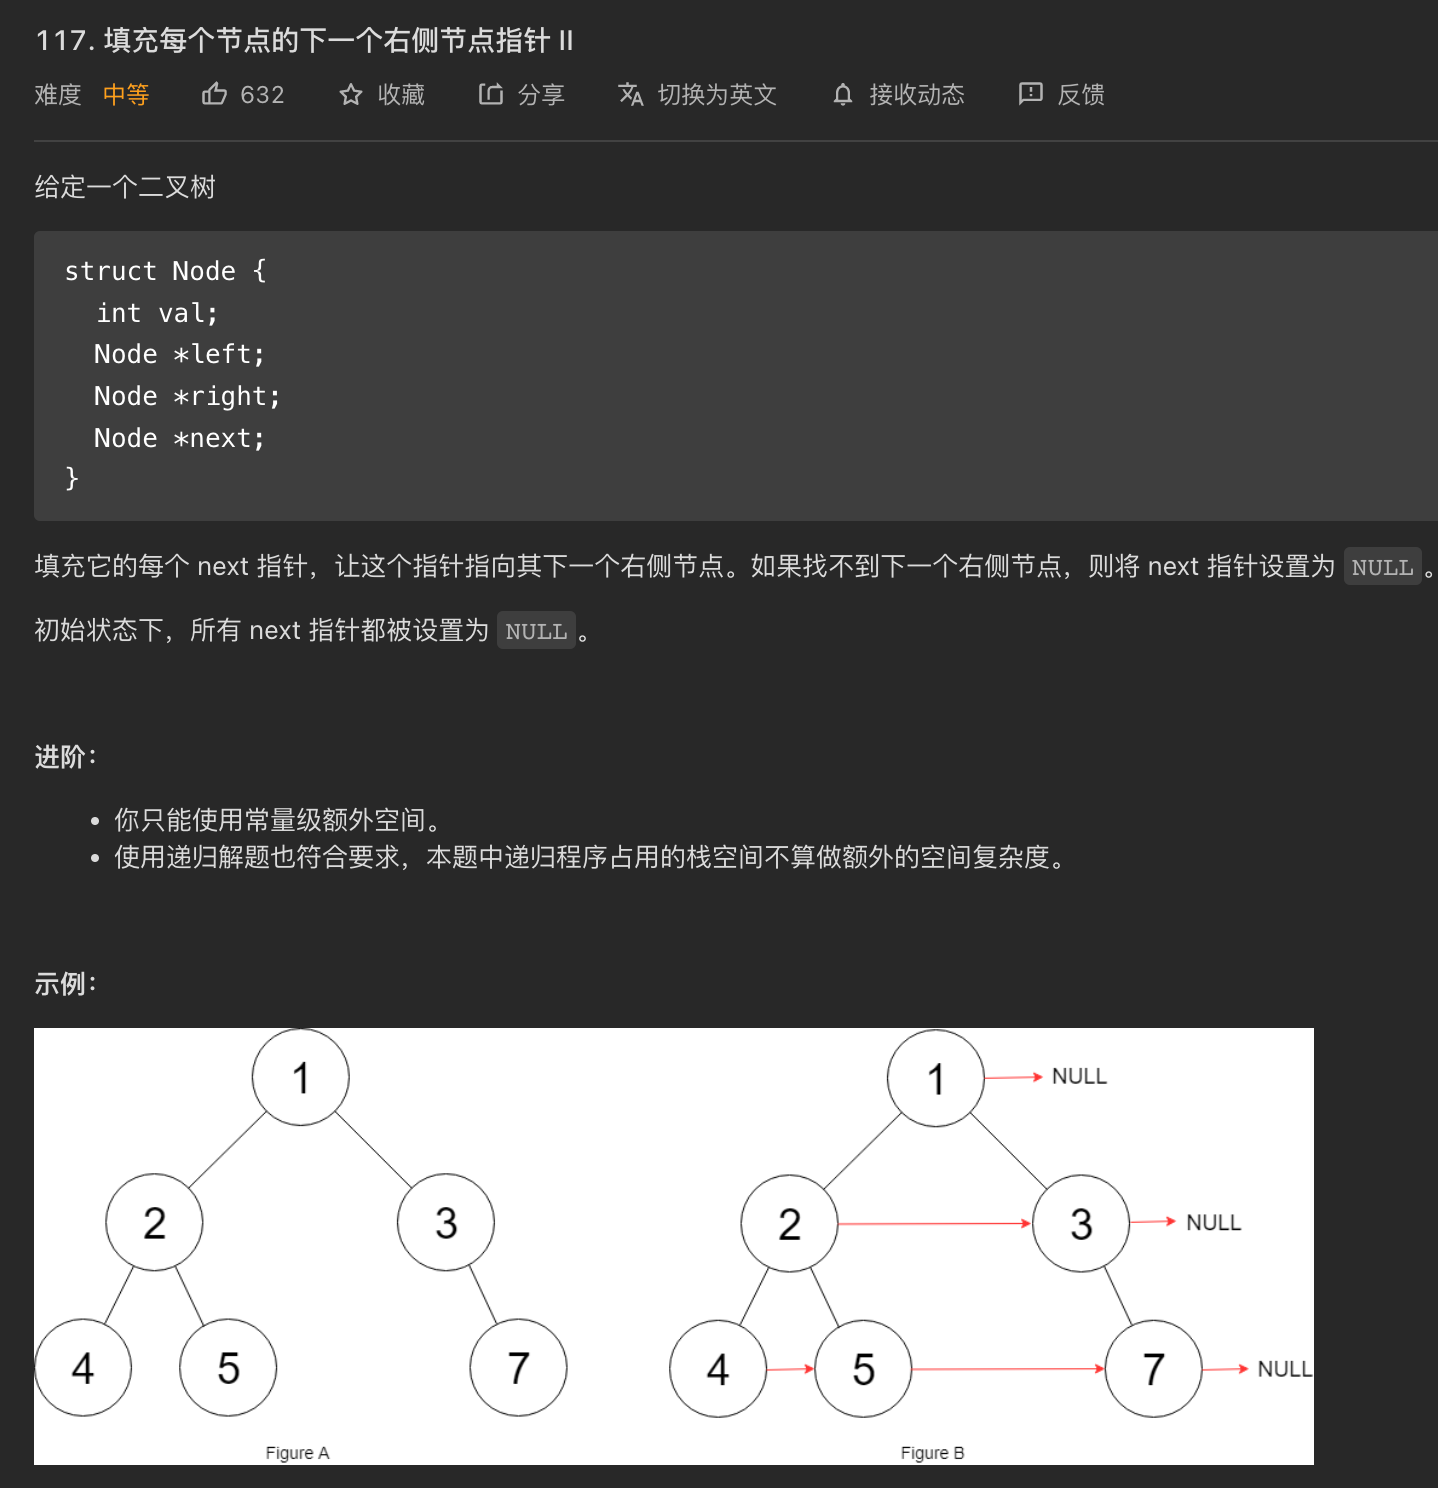 117. 填充每个节点的下一个右侧节点指针 II
难度 中等 632 收藏 分享 切换为英文 接收动态 反馈
给定一个二叉树
struct Node {
  int val;
  Node *left;
  Node *right;
  Node *next;
}
填充它的每个 next 指针，让这个指针指向其下一个右侧节点。如果找不到下一个右侧节点，则将 next 指针设置为 NULL 。
初始状态下，所有 next 指针都被设置为 NULL 。
进阶：
• 你只能使用常量级额外空间。
• 使用递归解题也符合要求，本题中递归程序占用的栈空间不算做额外的空间复杂度。
示例：
1 1 NULL
2 3 2 3 NULL
4 5 7 4 5 7 NULL
Figure A Figure B